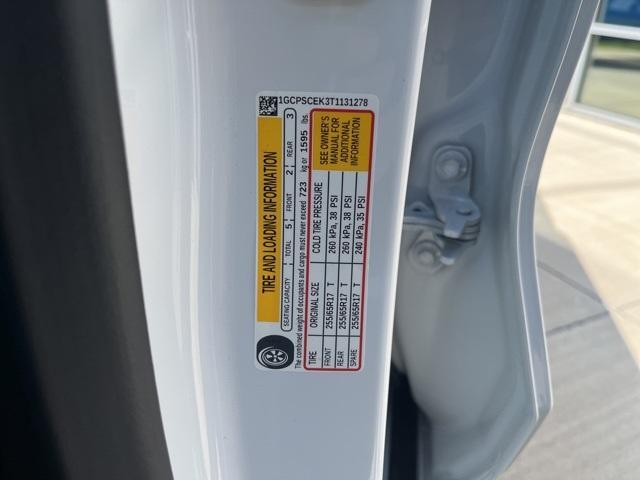 1GCPSCEK3T1131278
TIRE AND LOADING INFORMATION
SEATING CAPACITY TOTAL 5 FRONT 2 REAR 3
The combined weight of occupants and cargo must never exceed 723 kg or 1595 lbs.
TIRE ORIGINAL SIZE COLD TIRE PRESSURE
FRONT 255/65R17 T 260 kPa, 38 PSI
REAR 255/65R17 T 260 kPa, 38 PSI
SPARE 255/65R17 T 240 kPa, 35 PSI
SEE OWNER'S
MANUAL FOR
ADDITIONAL
INFORMATION